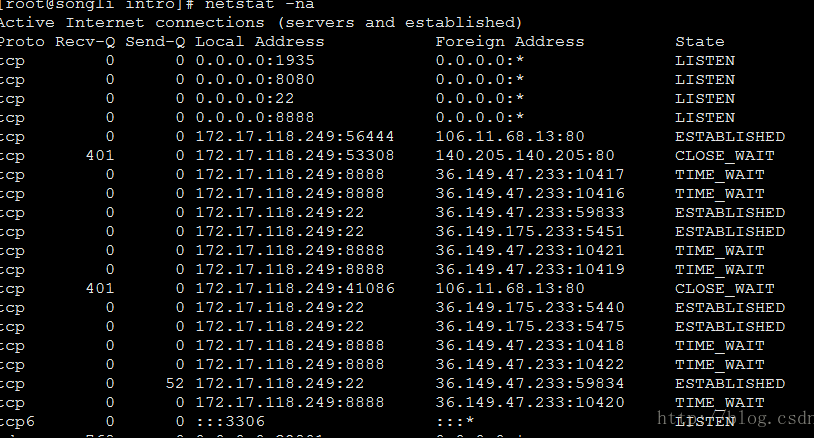 [root@songli intro]# netstat -na
Active Internet connections (servers and established)
Proto Recv-Q Send-Q Local Address Foreign Address State
tcp 0 0 0.0.0.0:1935 0.0.0.0:* LISTEN
tcp 0 0 0.0.0.0:8080 0.0.0.0:* LISTEN
tcp 0 0 0.0.0.0:22 0.0.0.0:* LISTEN
tcp 0 0 0.0.0.0:8888 0.0.0.0:* LISTEN
tcp 0 0 172.17.118.249:56444 106.11.68.13:80 ESTABLISHED
tcp 401 0 172.17.118.249:53308 140.205.140.205:80 CLOSE_WAIT
tcp 0 0 172.17.118.249:8888 36.149.47.233:10417 TIME_WAIT
tcp 0 0 172.17.118.249:8888 36.149.47.233:10416 TIME_WAIT
tcp 0 0 172.17.118.249:22 36.149.47.233:59833 ESTABLISHED
tcp 0 0 172.17.118.249:22 36.149.175.233:5451 ESTABLISHED
tcp 0 0 172.17.118.249:8888 36.149.47.233:10421 TIME_WAIT
tcp 0 0 172.17.118.249:8888 36.149.47.233:10419 TIME_WAIT
tcp 401 0 172.17.118.249:41086 106.11.68.13:80 CLOSE_WAIT
tcp 0 0 172.17.118.249:22 36.149.175.233:5440 ESTABLISHED
tcp 0 0 172.17.118.249:22 36.149.175.233:5475 ESTABLISHED
tcp 0 0 172.17.118.249:8888 36.149.47.233:10418 TIME_WAIT
tcp 0 0 172.17.118.249:8888 36.149.47.233:10422 TIME_WAIT
tcp 0 52 172.17.118.249:22 36.149.47.233:59834 ESTABLISHED
tcp 0 0 172.17.118.249:8888 36.149.47.233:10420 TIME_WAIT
tcp6 0 0 :::3306 :::* LISTEN
http://blog.csdn